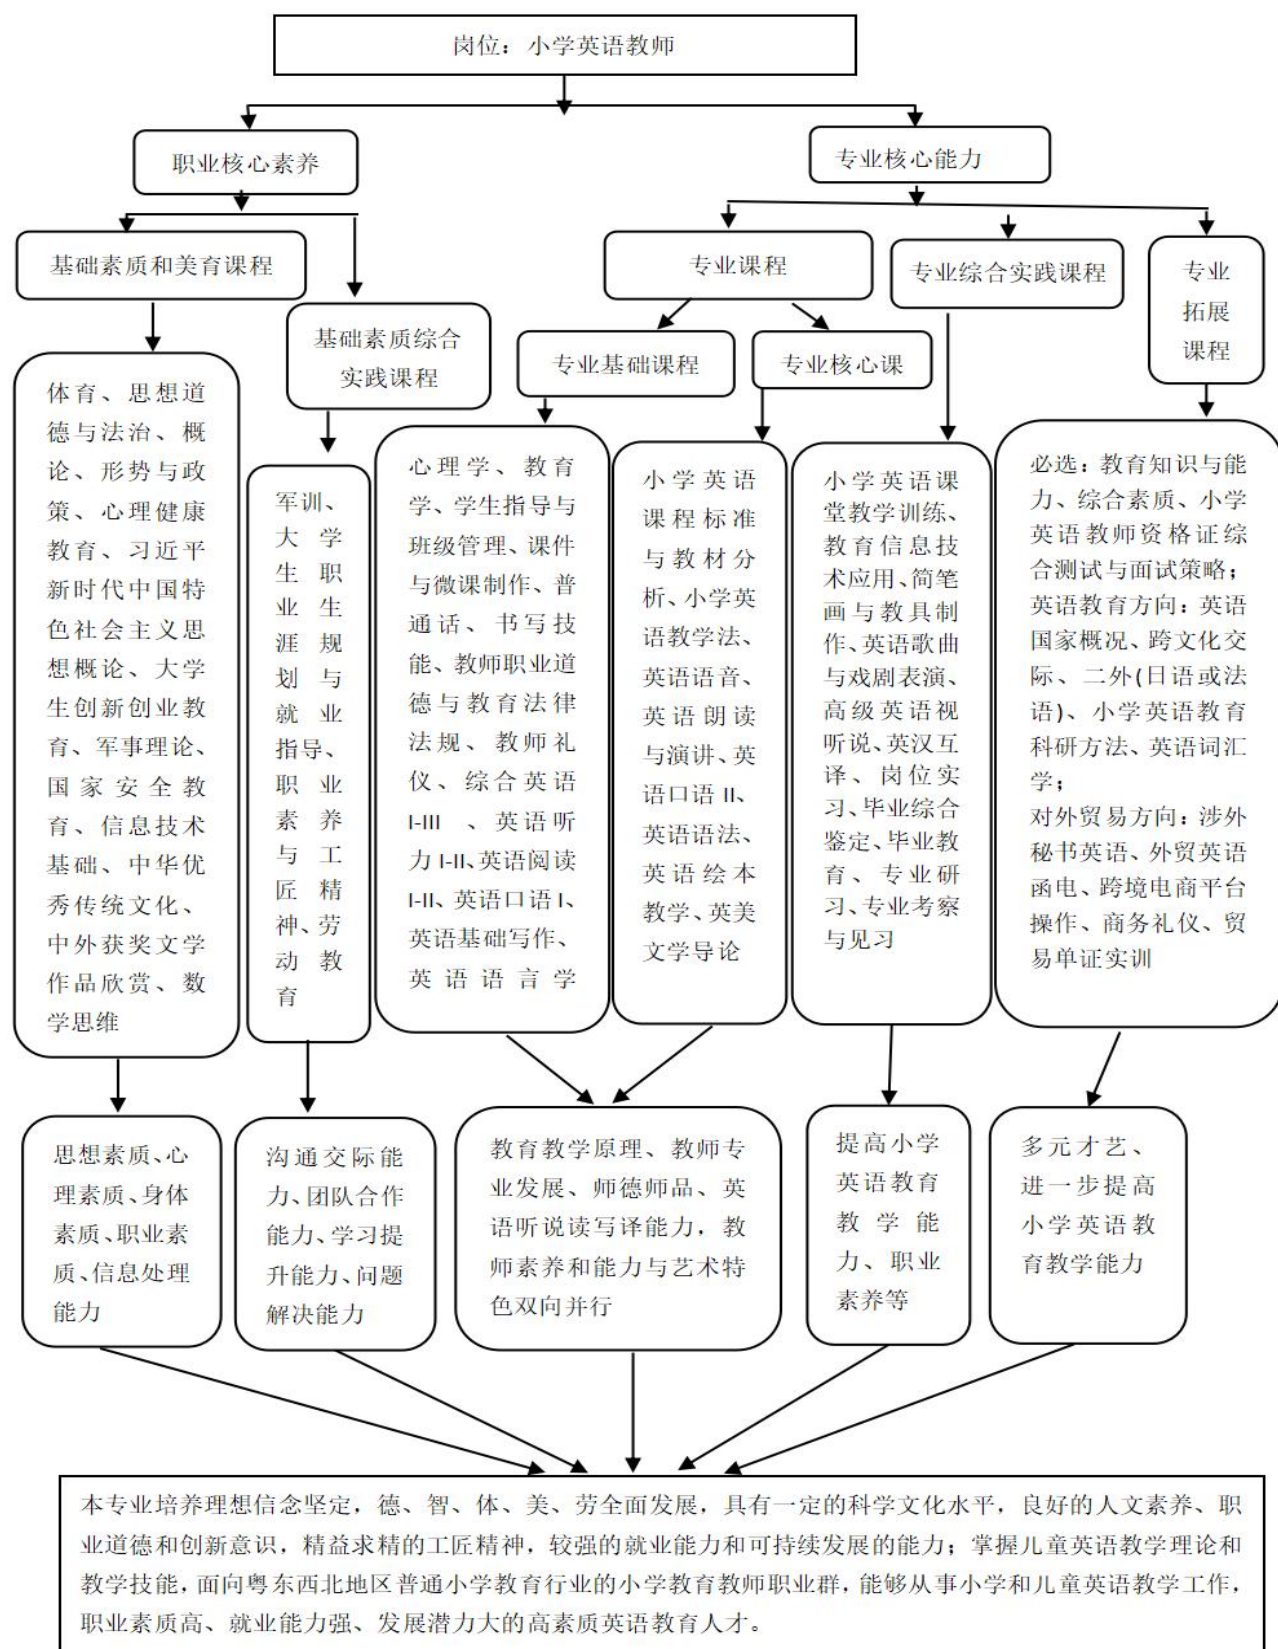 岗位：小学英语教师
职业核心素养
专业核心能力
基础素质和美育课程
专业课程
专业综合实践课程
专业
拓展
课程
基础素质综合
实践课程
专业基础课程
专业核心课
体育、思想道
德与法治、概
论、形势与政
策、心理健康
教育、习近平
新时代中国特
色社会主义思
想概论、大学
生创新创业教
育、军事理论、
国家安全教
育、信息技术
基础、中华优
秀传统文化、
中外获奖文学
作品欣赏、数
学思维
军训、
大学
生职
业生
涯规
划与
就业
指导、
职业
素养
与工
匠精
神、劳
动教
育
心理学、教育
学、学生指导与
班级管理、课件
与微课制作、普
通话、书写技
能、教师职业道
德与教育法律
法规、教师礼
仪、综合英语
I-III 、英语听
力 I-II、英语阅读
I-II、英语口语 I、
英语基础写作、
英语语言学
小学英语
课程标准
与教材分
析、小学英
语教学法、
英语语音、
英语朗读
与演讲、英
语口语 II、
英语语法、
英语绘本
教学、英美
文学导论
小学英语课
堂教学训练、
教育信息技
术应用、简笔
画与教具制
作、英语歌曲
与戏剧表演、
高级英语视
听说、英汉互
译、岗位实
习、毕业综合
鉴定、毕业教
育、专业研
习、专业考察
与见习
必选：教育知识与能
力、综合素质、小学
英语教师资格证综
合测试与面试策略；
英语教育方向：英语
国家概况、跨文化交
际、二外(日语或法
语)、小学英语教育
科研方法、英语词汇
学；
对外贸易方向：涉外
秘书英语、外贸英语
函电、跨境电商平台
操作、商务礼仪、贸
易单证实训
思想素质、心
理素质、身体
素质、职业素
质、信息处理
能力
沟通交际能
力、团队合作
能力、学习提
升能力、问题
解决能力
教育教学原理、教师专
业发展、师德师品、英
语听说读写译能力，教
师素养和能力与艺术特
色双向并行
提高小学
英语教育
教学能
力、职业
素养等
多元才艺、
进一步提高
小学英语教
育教学能力
本专业培养理想信念坚定，德、智、体、美、劳全面发展，具有一定的科学文化水平，良好的人文素养、职
业道德和创新意识，精益求精的工匠精神，较强的就业能力和可持续发展的能力；掌握儿童英语教学理论和
教学技能，面向粤东西北地区普通小学教育行业的小学教育教师职业群，能够从事小学和儿童英语教学工作，
职业素质高、就业能力强、发展潜力大的高素质英语教育人才。